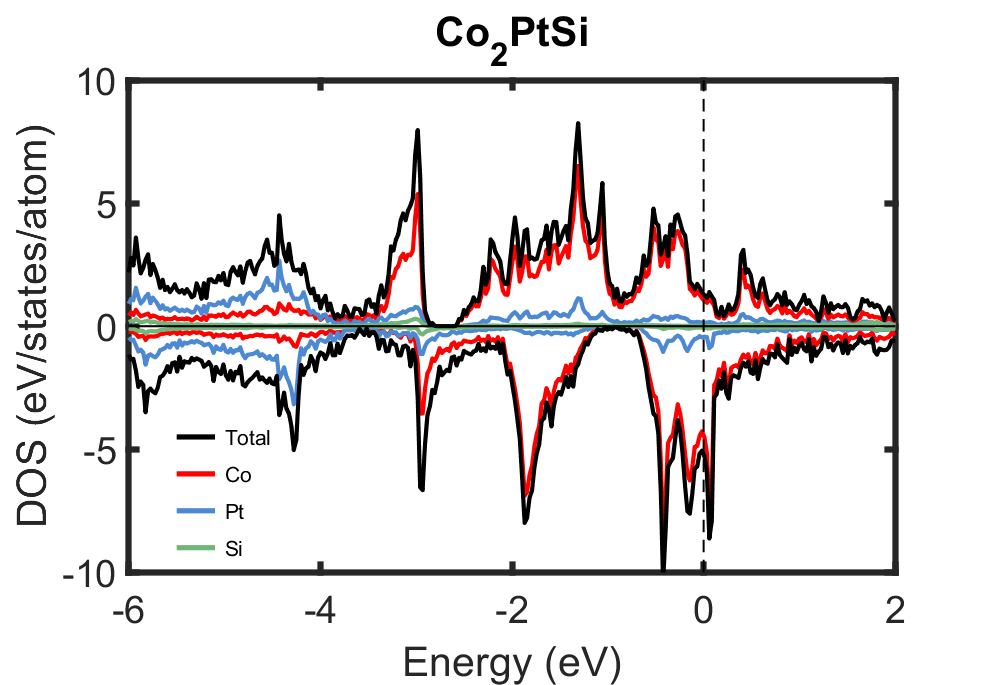 Co₂PtSi
10
5
0
-5
-10
DOS (eV/states/atom)
Total
Co
Pt
Si
-6 -4 -2 0 2
Energy (eV)